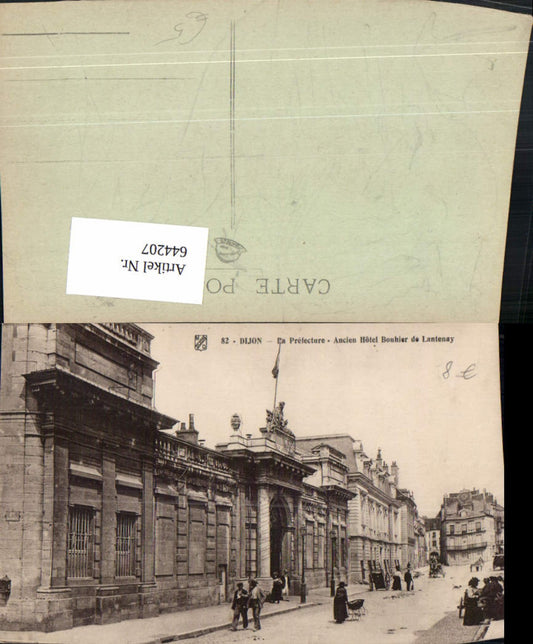 CARTE PO
Artikel Nr.
644207
82 - DIJON - La Préfecture - Ancien Hôtel Bouhier de Lantenay
8 €